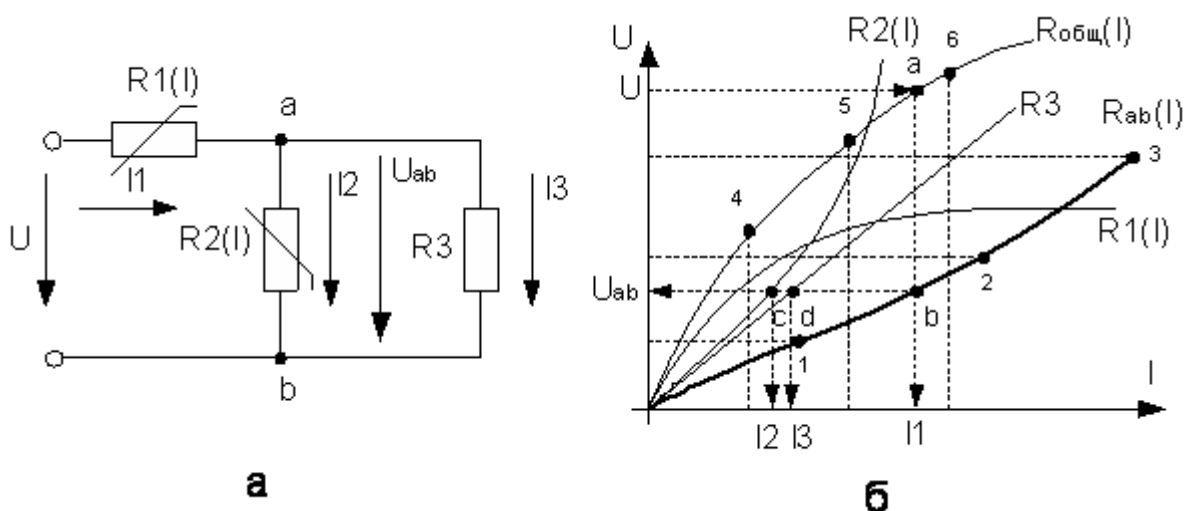 R1(I)
a
I1
I2
Uab
I3
U
R2(I)
R3
b
а
U
R2(I)
a
6
Rобщ(I)
U
5
R3
Rab(I)
3
4
R1(I)
2
Uab
c
d
b
1
I
I2
I3
I1
б